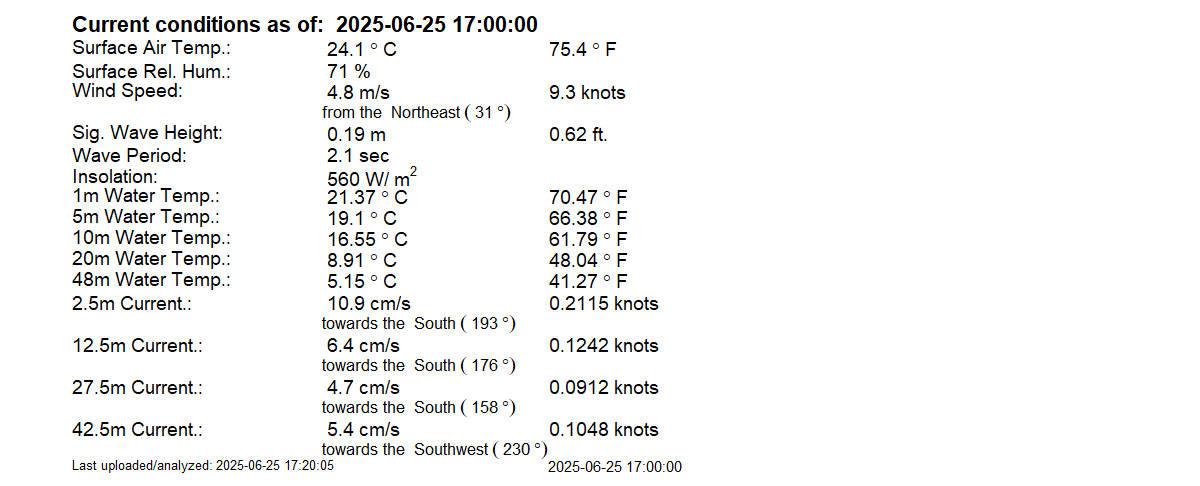 Current conditions as of: 2025-06-25 17:00:00
Surface Air Temp.: 24.1 ° C 75.4 ° F
Surface Rel. Hum.: 71 %
Wind Speed: 4.8 m/s 9.3 knots
from the Northeast ( 31 °)
Sig. Wave Height: 0.19 m 0.62 ft.
Wave Period: 2.1 sec
Insolation: 560 W/ m²
1m Water Temp.: 21.37 ° C 70.47 ° F
5m Water Temp.: 19.1 ° C 66.38 ° F
10m Water Temp.: 16.55 ° C 61.79 ° F
20m Water Temp.: 8.91 ° C 48.04 ° F
48m Water Temp.: 5.15 ° C 41.27 ° F
2.5m Current.: 10.9 cm/s 0.2115 knots
towards the South ( 193 °)
12.5m Current.: 6.4 cm/s 0.1242 knots
towards the South ( 176 °)
27.5m Current.: 4.7 cm/s 0.0912 knots
towards the South ( 158 °)
42.5m Current.: 5.4 cm/s 0.1048 knots
towards the Southwest ( 230 °)
Last uploaded/analyzed: 2025-06-25 17:20:05 2025-06-25 17:00:00